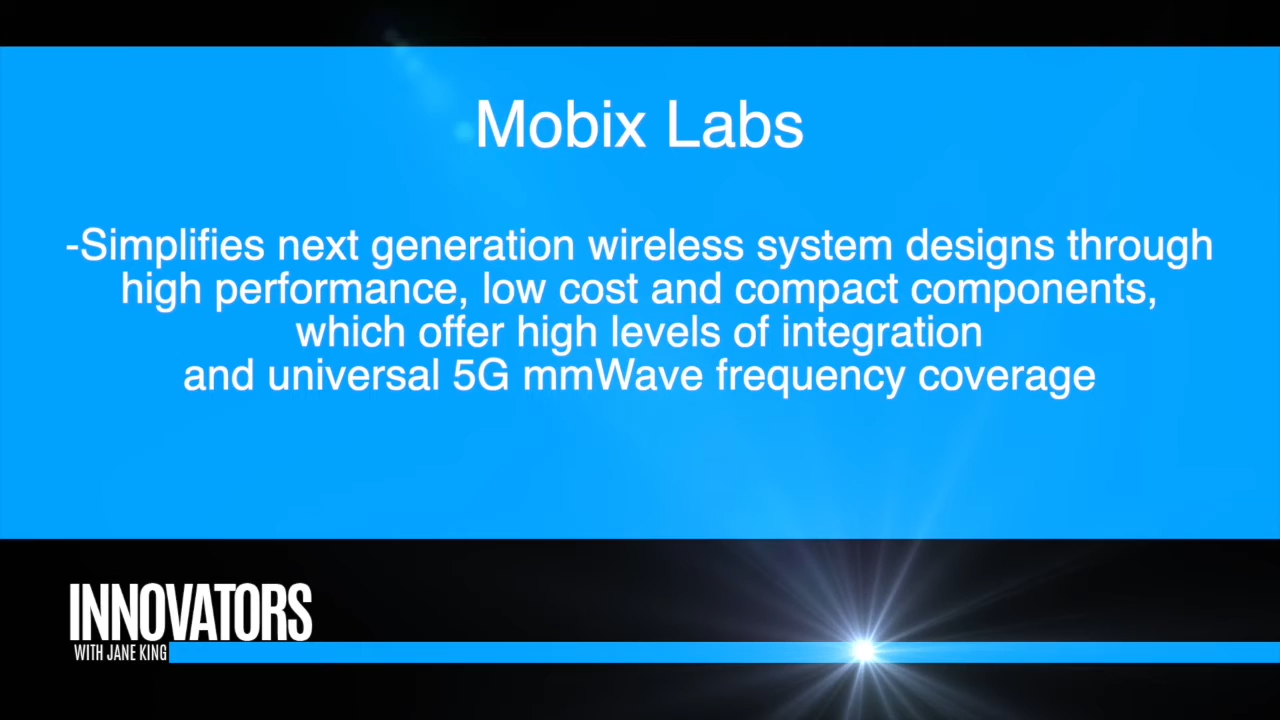 Mobix Labs
-Simplifies next generation wireless system designs through
high performance, low cost and compact components,
which offer high levels of integration
and universal 5G mmWave frequency coverage
INNOVATORS
WITH JANE KING